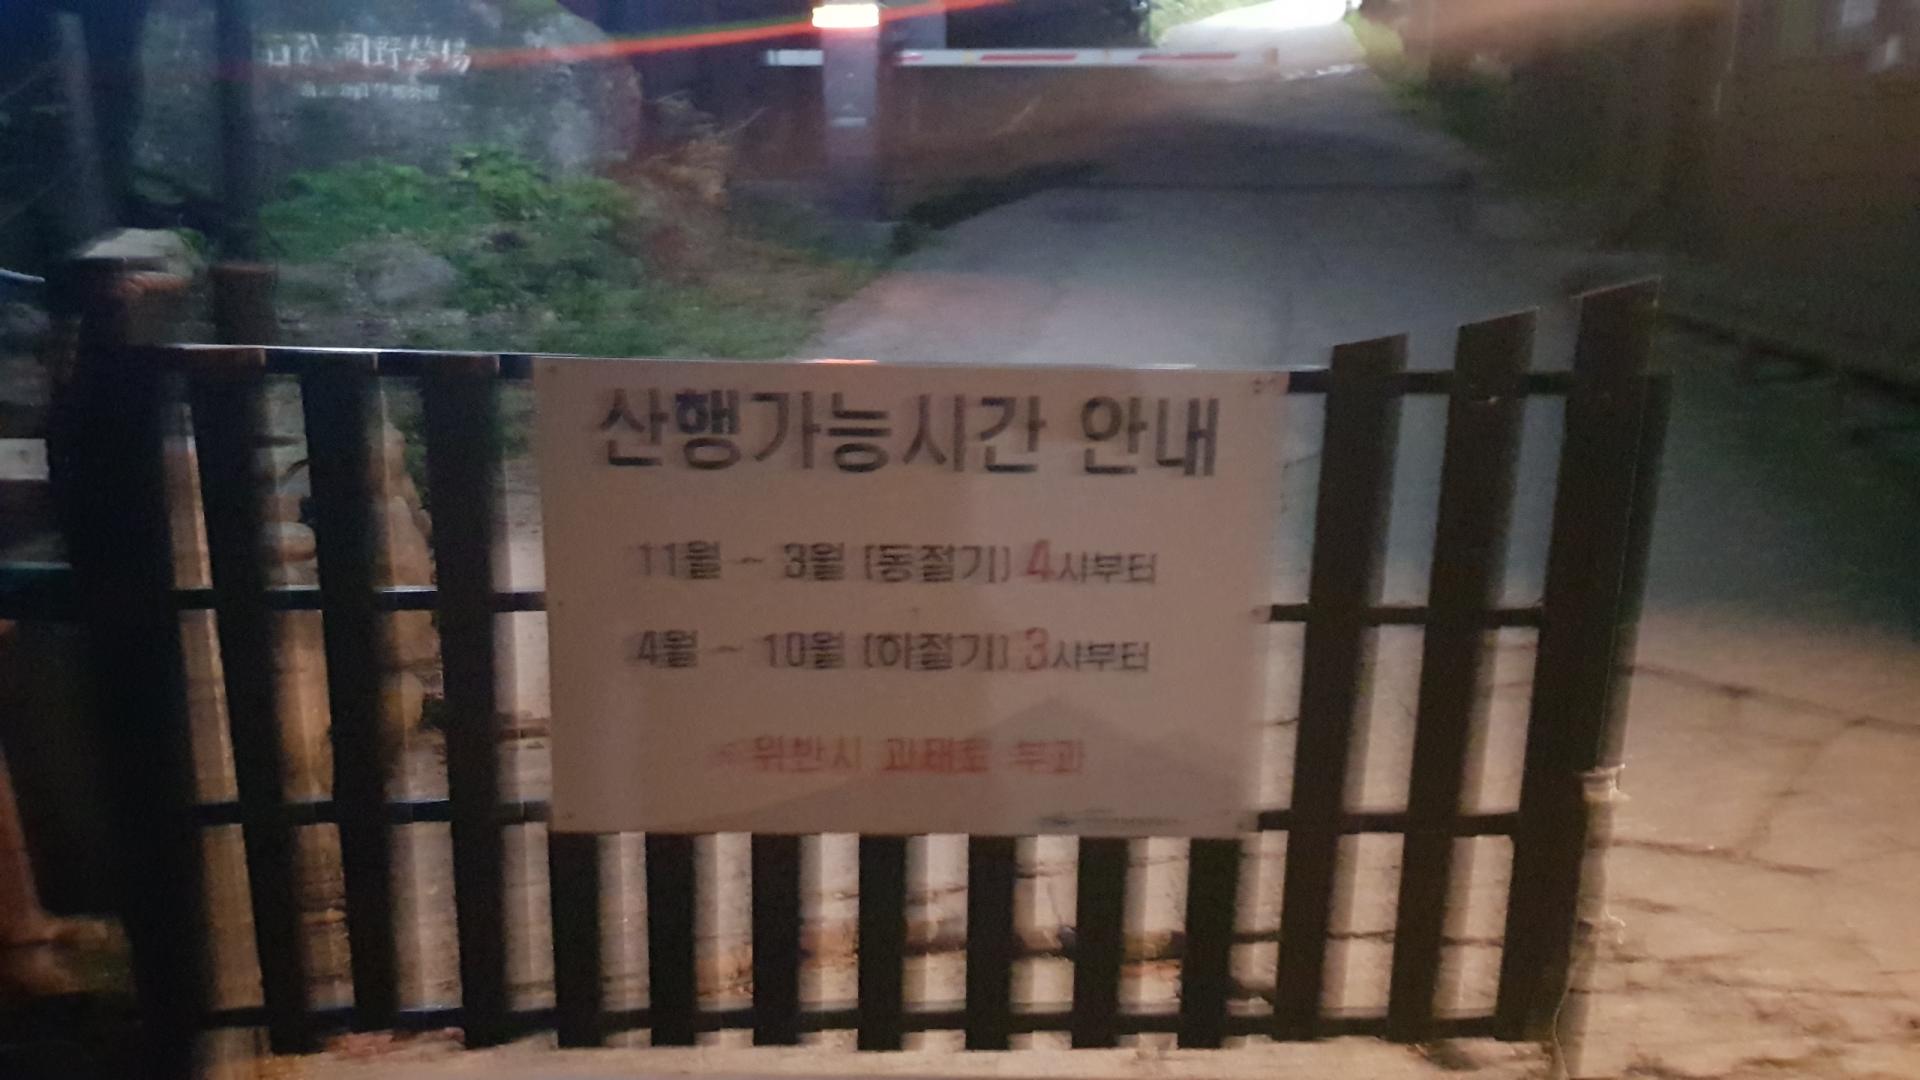 산행가능시간 안내
11월 ~ 3월 (동절기) 4시부터
4월 ~ 10월 (하절기) 3시부터
※위반시 과태료 부과